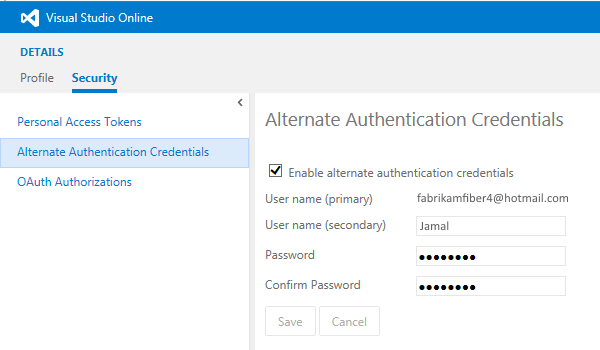 Visual Studio Online
DETAILS
Profile Security
Personal Access Tokens
Alternate Authentication Credentials
OAuth Authorizations
Alternate Authentication Credentials
Enable alternate authentication credentials
User name (primary) fabrikamfiber4@hotmail.com
User name (secondary) Jamal
Password ●●●●●●●●
Confirm Password ●●●●●●●●
Save Cancel